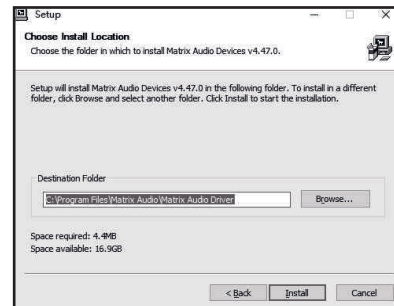 Setup
Choose Install Location
Choose the folder in which to install Matrix Audio Devices v4.47.0.
Setup will install Matrix Audio Devices v4.47.0 in the following folder. To install in a different
folder, click Browse and select another folder. Click Install to start the installation.
Destination Folder
C:\Program Files\Matrix Audio\Matrix Audio Driver
Browse...
Space required: 4.4MB
Space available: 16.9GB
< Back
Install
Cancel